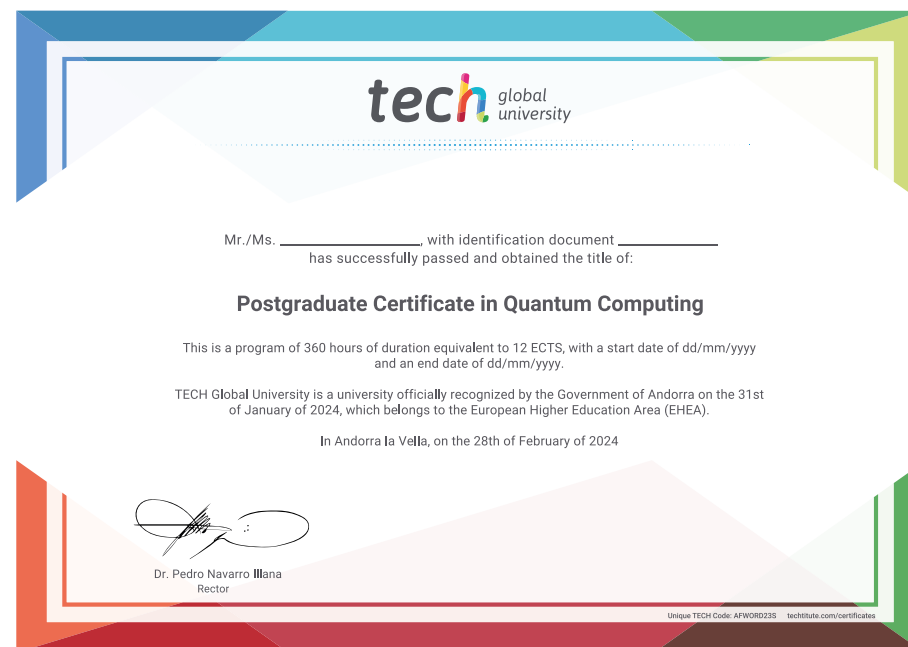 tech global university
Mr./Ms. ____________, with identification document ____________
has successfully passed and obtained the title of:
Postgraduate Certificate in Quantum Computing
This is a program of 360 hours of duration equivalent to 12 ECTS, with a start date of dd/mm/yyyy
and an end date of dd/mm/yyyy.
TECH Global University is a university officially recognized by the Government of Andorra on the 31st
of January of 2024, which belongs to the European Higher Education Area (EHEA).
In Andorra la Vella, on the 28th of February of 2024
Dr. Pedro Navarro Illana
Rector
Unique TECH Code: AFWORD23S techtitute.com/certificates